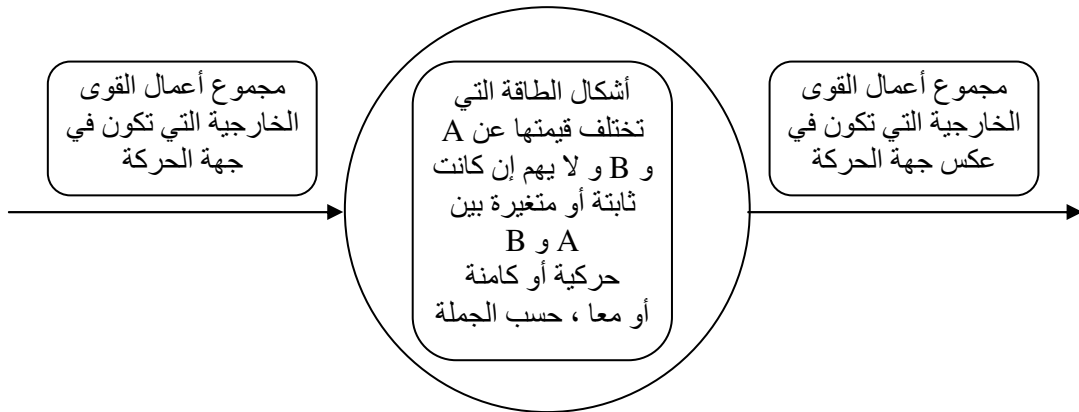 مجموع أعمال القوى
الخارجية التي تكون في
عكس جهة الحركة
أشكال الطاقة التي
تختلف قيمتها عن A
و B و لا يهم إن كانت
ثابتة أو متغيرة بين
A و B
حركية أو كامنة
أو معا ، حسب الجملة
مجموع أعمال القوى
الخارجية التي تكون في
جهة الحركة